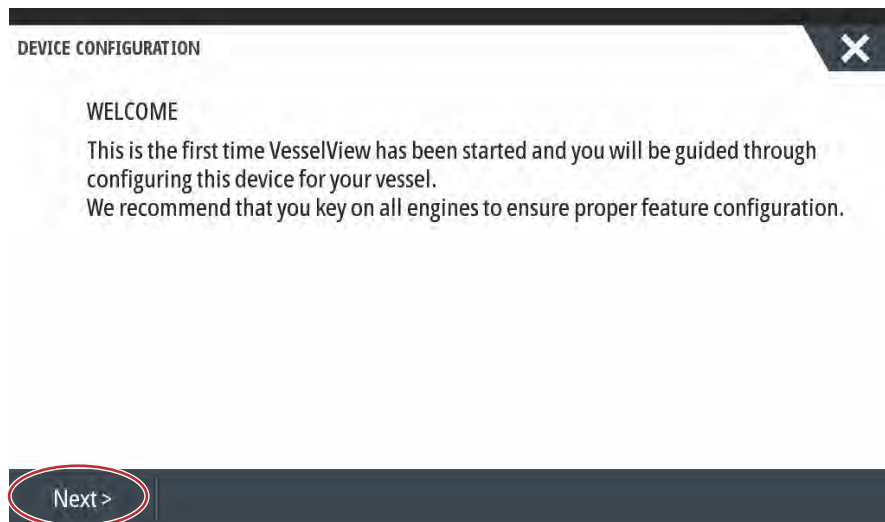 DEVICE CONFIGURATION
WELCOME
This is the first time VesselView has been started and you will be guided through
configuring this device for your vessel.
We recommend that you key on all engines to ensure proper feature configuration.
Next >